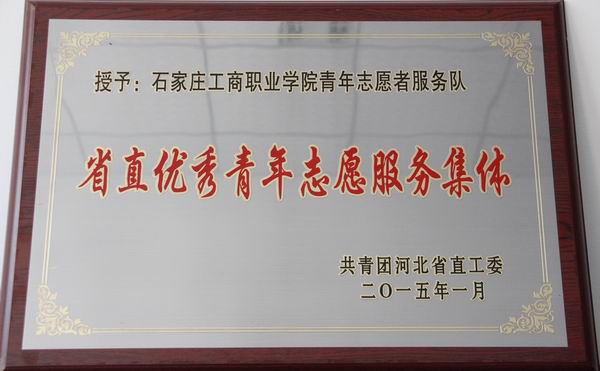 授予：石家庄工商职业学院青年志愿者服务队
省直优秀青年志愿服务集体
共青团河北省直工委
二〇一五年一月